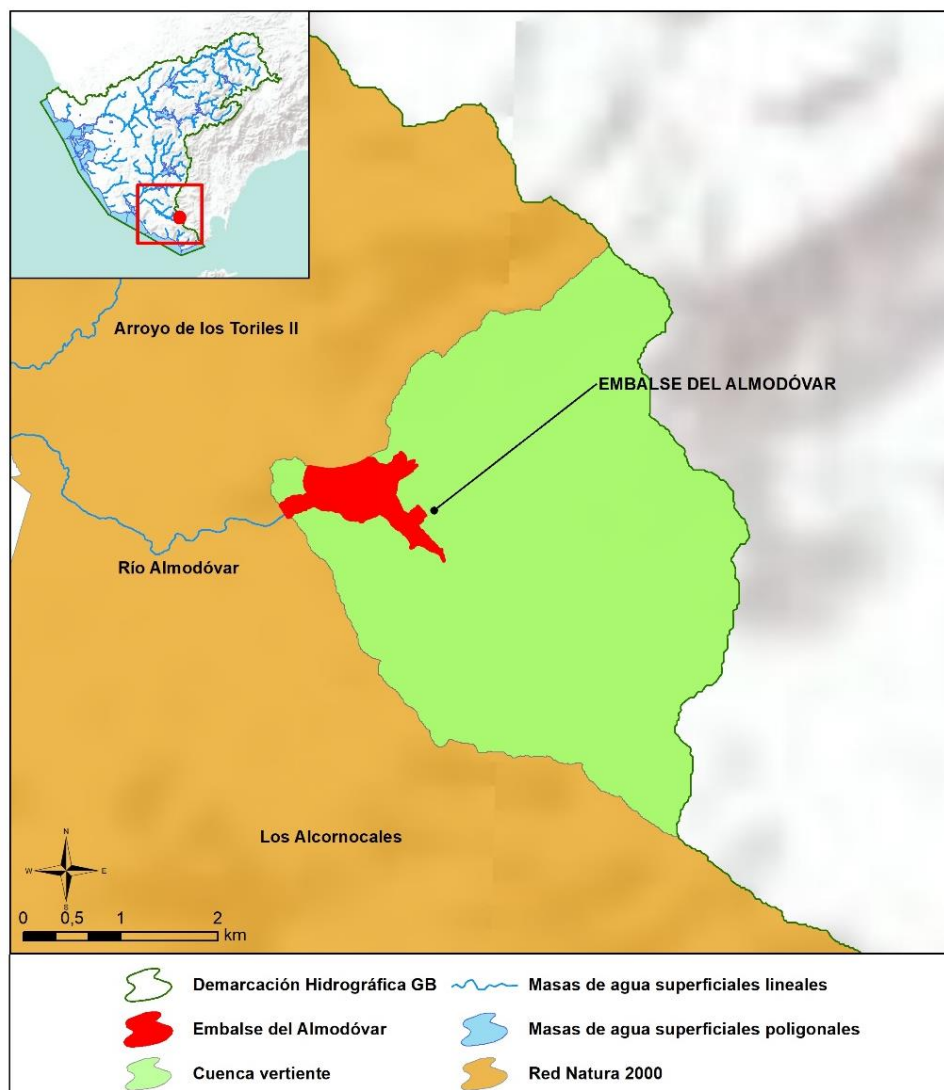 Arroyo de los Toriles II
EMBALSE DEL ALMODÓVAR
Río Almodóvar
Los Alcornocales
N
W E
S
0 0,5 1 2
km
Demarcación Hidrográfica GB
Masas de agua superficiales lineales
Embalse del Almodóvar
Masas de agua superficiales poligonales
Cuenca vertiente
Red Natura 2000